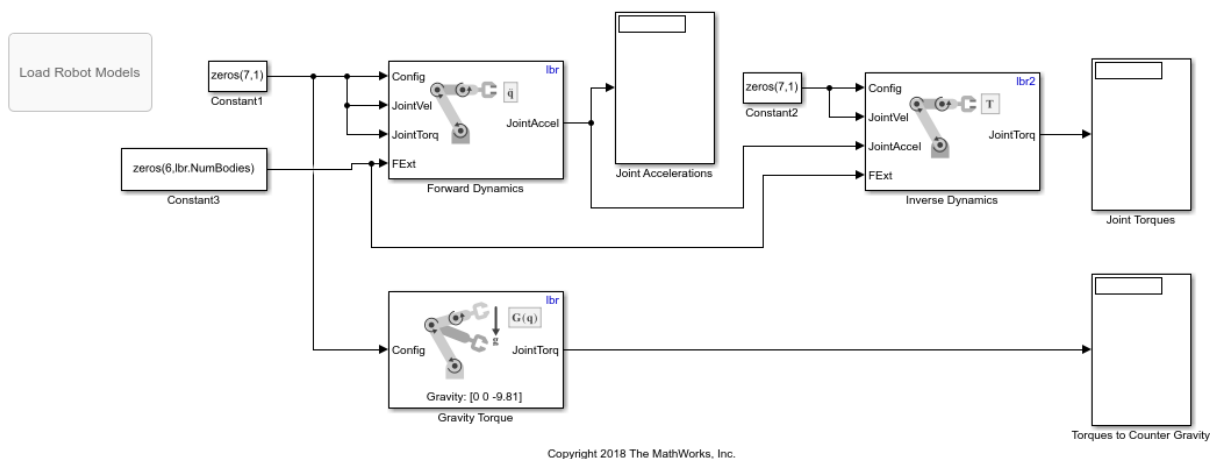 Load Robot Models
zeros(7,1)
Constant1
zeros(6,lbr.NumBodies)
Constant3
lbr
Config
JointVel
JointTorq
FExt
q̈
JointAccel
Forward Dynamics
Joint Accelerations
zeros(7,1)
Constant2
lbr2
Config
JointVel
JointAccel
FExt
T
JointTorq
Inverse Dynamics
Joint Torques
lbr
Config
G(q)
g
JointTorq
Gravity: [0 0 -9.81]
Gravity Torque
Torques to Counter Gravity
Copyright 2018 The MathWorks, Inc.